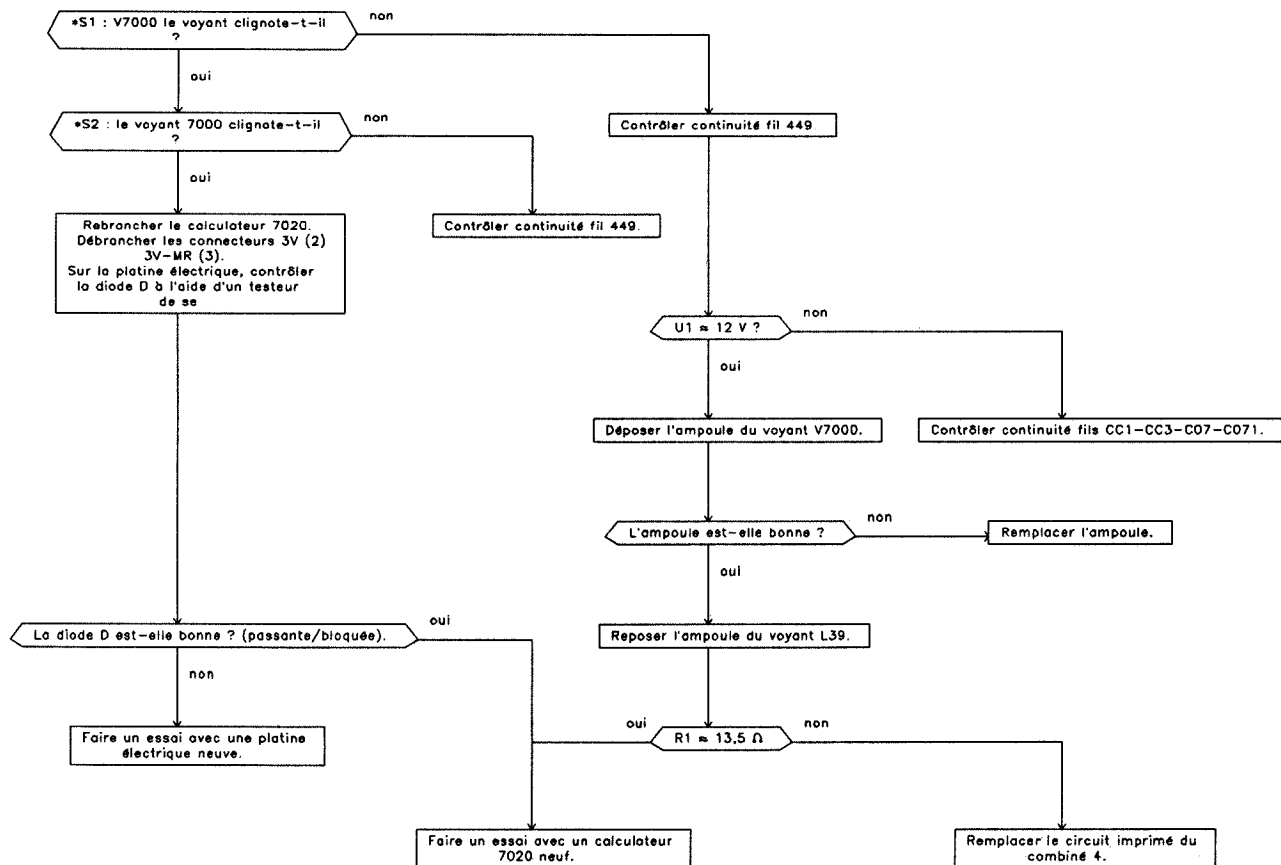 *S1 : V7000 le voyant clignote-t-il
?
non
oui
*S2 : le voyant 7000 clignote-t-il
?
non
Contrôler continuité fil 449.
oui
Rebrancher le calculateur 7020.
Débrancher les connecteurs 3V (2)
3V-MR (3).
Sur la platine électrique, contrôler
la diode D à l'aide d'un testeur
de se
Contrôler continuité fil 449.
U1 ≈ 12 V ?
non
oui
Déposer l'ampoule du voyant V7000.
Contrôler continuité fils CC1-CC3-C07-C071.
L'ampoule est-elle bonne ?
non
Remplacer l'ampoule.
oui
La diode D est-elle bonne ? (passante/bloquée).
oui
Reposer l'ampoule du voyant L39.
non
Faire un essai avec une platine
électrique neuve.
oui
R1 ≈ 13,5 Ω
non
Faire un essai avec un calculateur
7020 neuf.
Remplacer le circuit imprimé du
combiné 4.